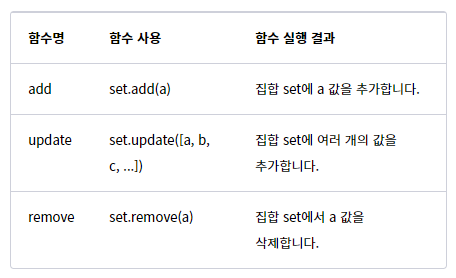 함수명 함수 사용 함수 실행 결과
add set.add(a) 집합 set에 a 값을 추가합니다.
update set.update([a, b, 집합 set에 여러 개의 값을
c, ...]) 추가합니다.
remove set.remove(a) 집합 set에서 a 값을
삭제합니다.